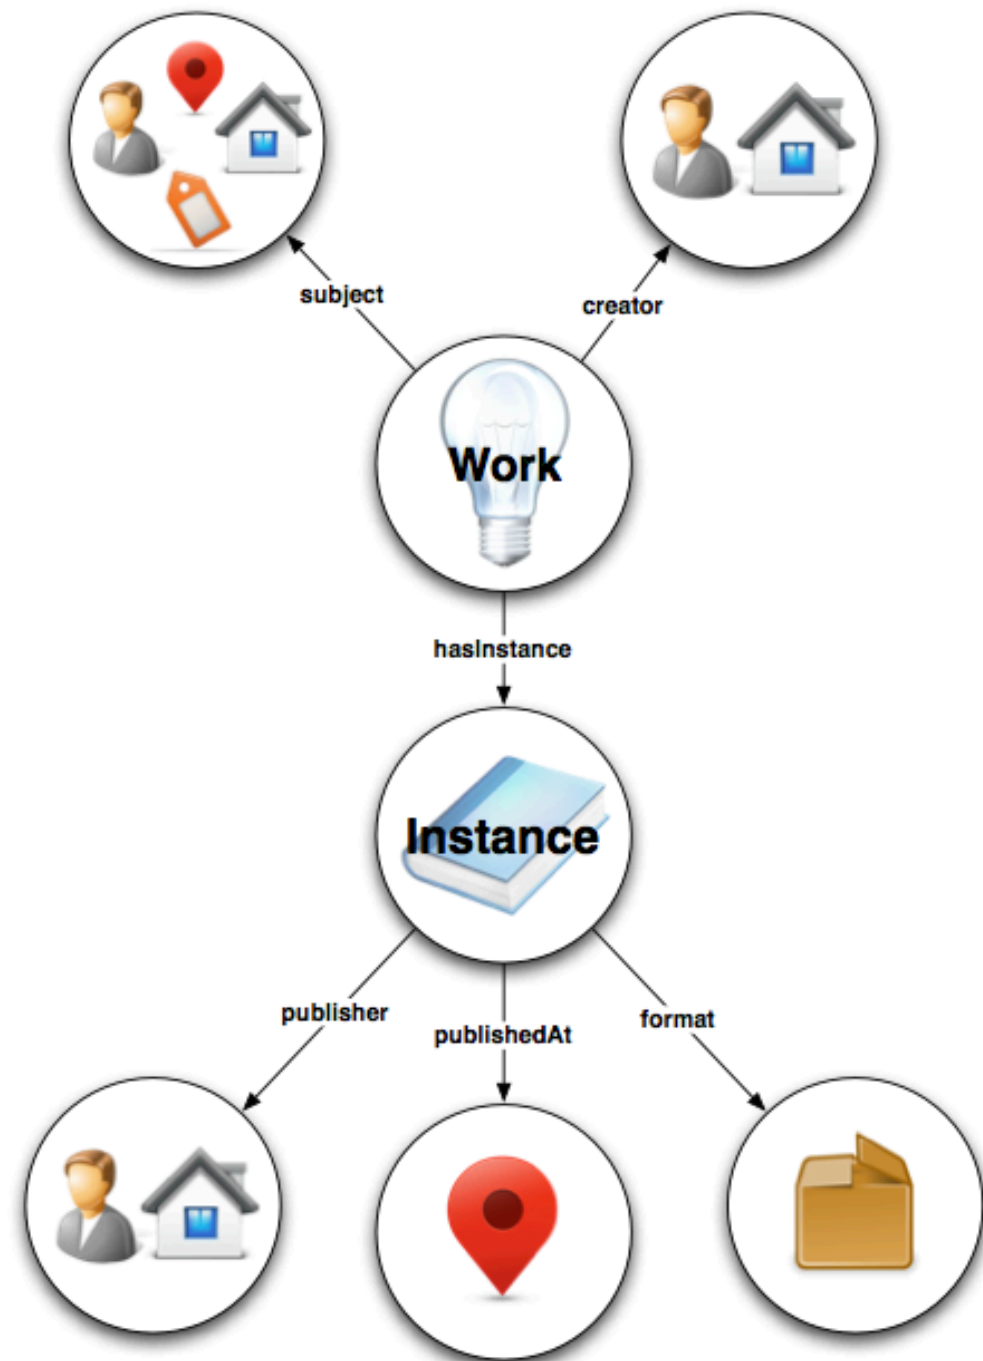 subject
creator
Work
hasInstance
Instance
publisher
publishedAt
format